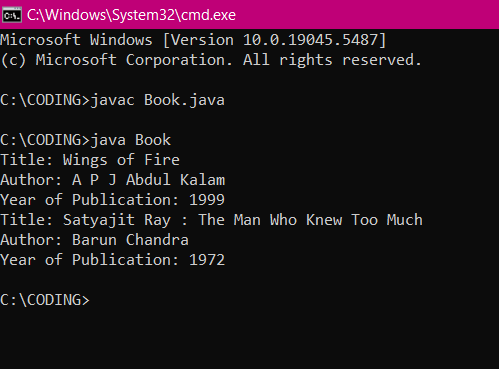 C:\Windows\System32\cmd.exe
Microsoft Windows [Version 10.0.19045.5487]
(c) Microsoft Corporation. All rights reserved.
C:\CODING>javac Book.java
C:\CODING>java Book
Title: Wings of Fire
Author: A P J Abdul Kalam
Year of Publication: 1999
Title: Satyajit Ray : The Man Who Knew Too Much
Author: Barun Chandra
Year of Publication: 1972
C:\CODING>